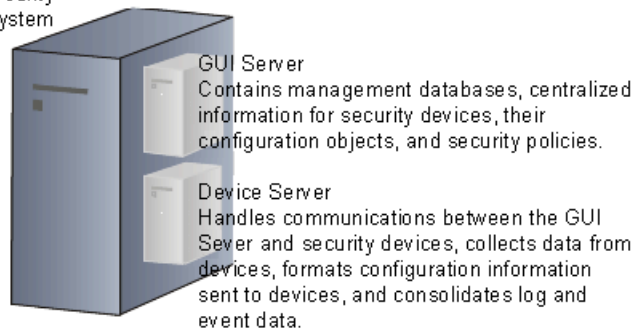 ystem
GUI Server
Contains management databases, centralized
information for security devices, their
configuration objects, and security policies.
Device Server
Handles communications between the GUI
Sever and security devices, collects data from
devices, formats configuration information
sent to devices, and consolidates log and
event data.